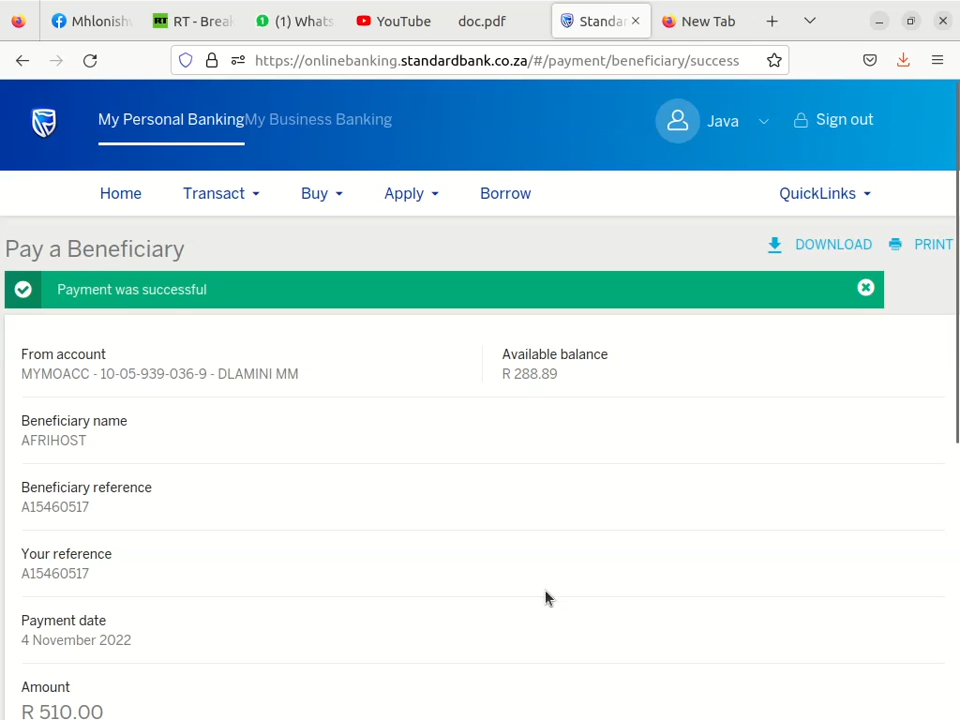 Mhlonish RT - Break (1) Whats YouTube doc.pdf Standar New Tab
https://onlinebanking.standardbank.co.za/#/payment/beneficiary/success
My Personal Banking My Business Banking Java Sign out
Home Transact Buy Apply Borrow QuickLinks
Pay a Beneficiary DOWNLOAD PRINT
Payment was successful
From account Available balance
MYMOACC - 10-05-939-036-9 - DLAMINI MM R 288.89
Beneficiary name
AFRIHOST
Beneficiary reference
A15460517
Your reference
A15460517
Payment date
4 November 2022
Amount
R 510.00